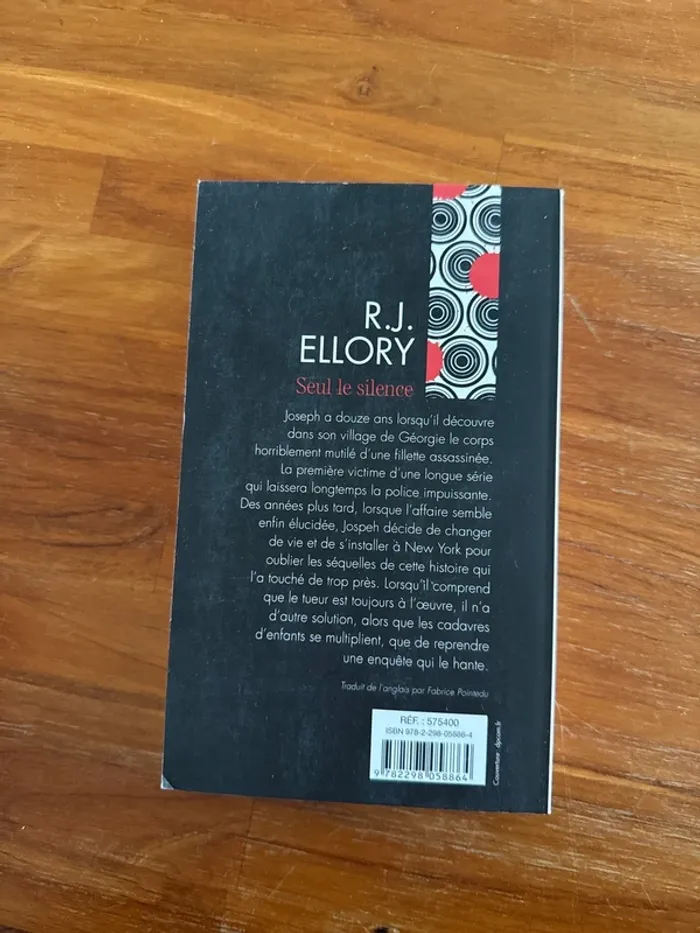 R.J.
ELLORY
Seul le silence
Joseph a douze ans lorsqu'il découvre
dans son village de Géorgie le corps
horriblement mutilé d'une fillette assassinée.
La première victime d'une longue série
qui laissera longtemps la police impuissante.
Des années plus tard, lorsque l'affaire semble
enfin élucidée, Jospeh décide de changer
de vie et de s'installer à New York pour
oublier les séquelles de cette histoire qui
l'a touché de trop près. Lorsqu'il comprend
que le tueur est toujours à l'œuvre, il n'a
d'autre solution, alors que les cadavres
d'enfants se multiplient, que de reprendre
une enquête qui le hante.
Traduit de l'anglais par Fabrice Pointeau
RÉF. : 575400
ISBN 978-2-298-05886-4
9 782298 058864
Couverture : dpcom.fr